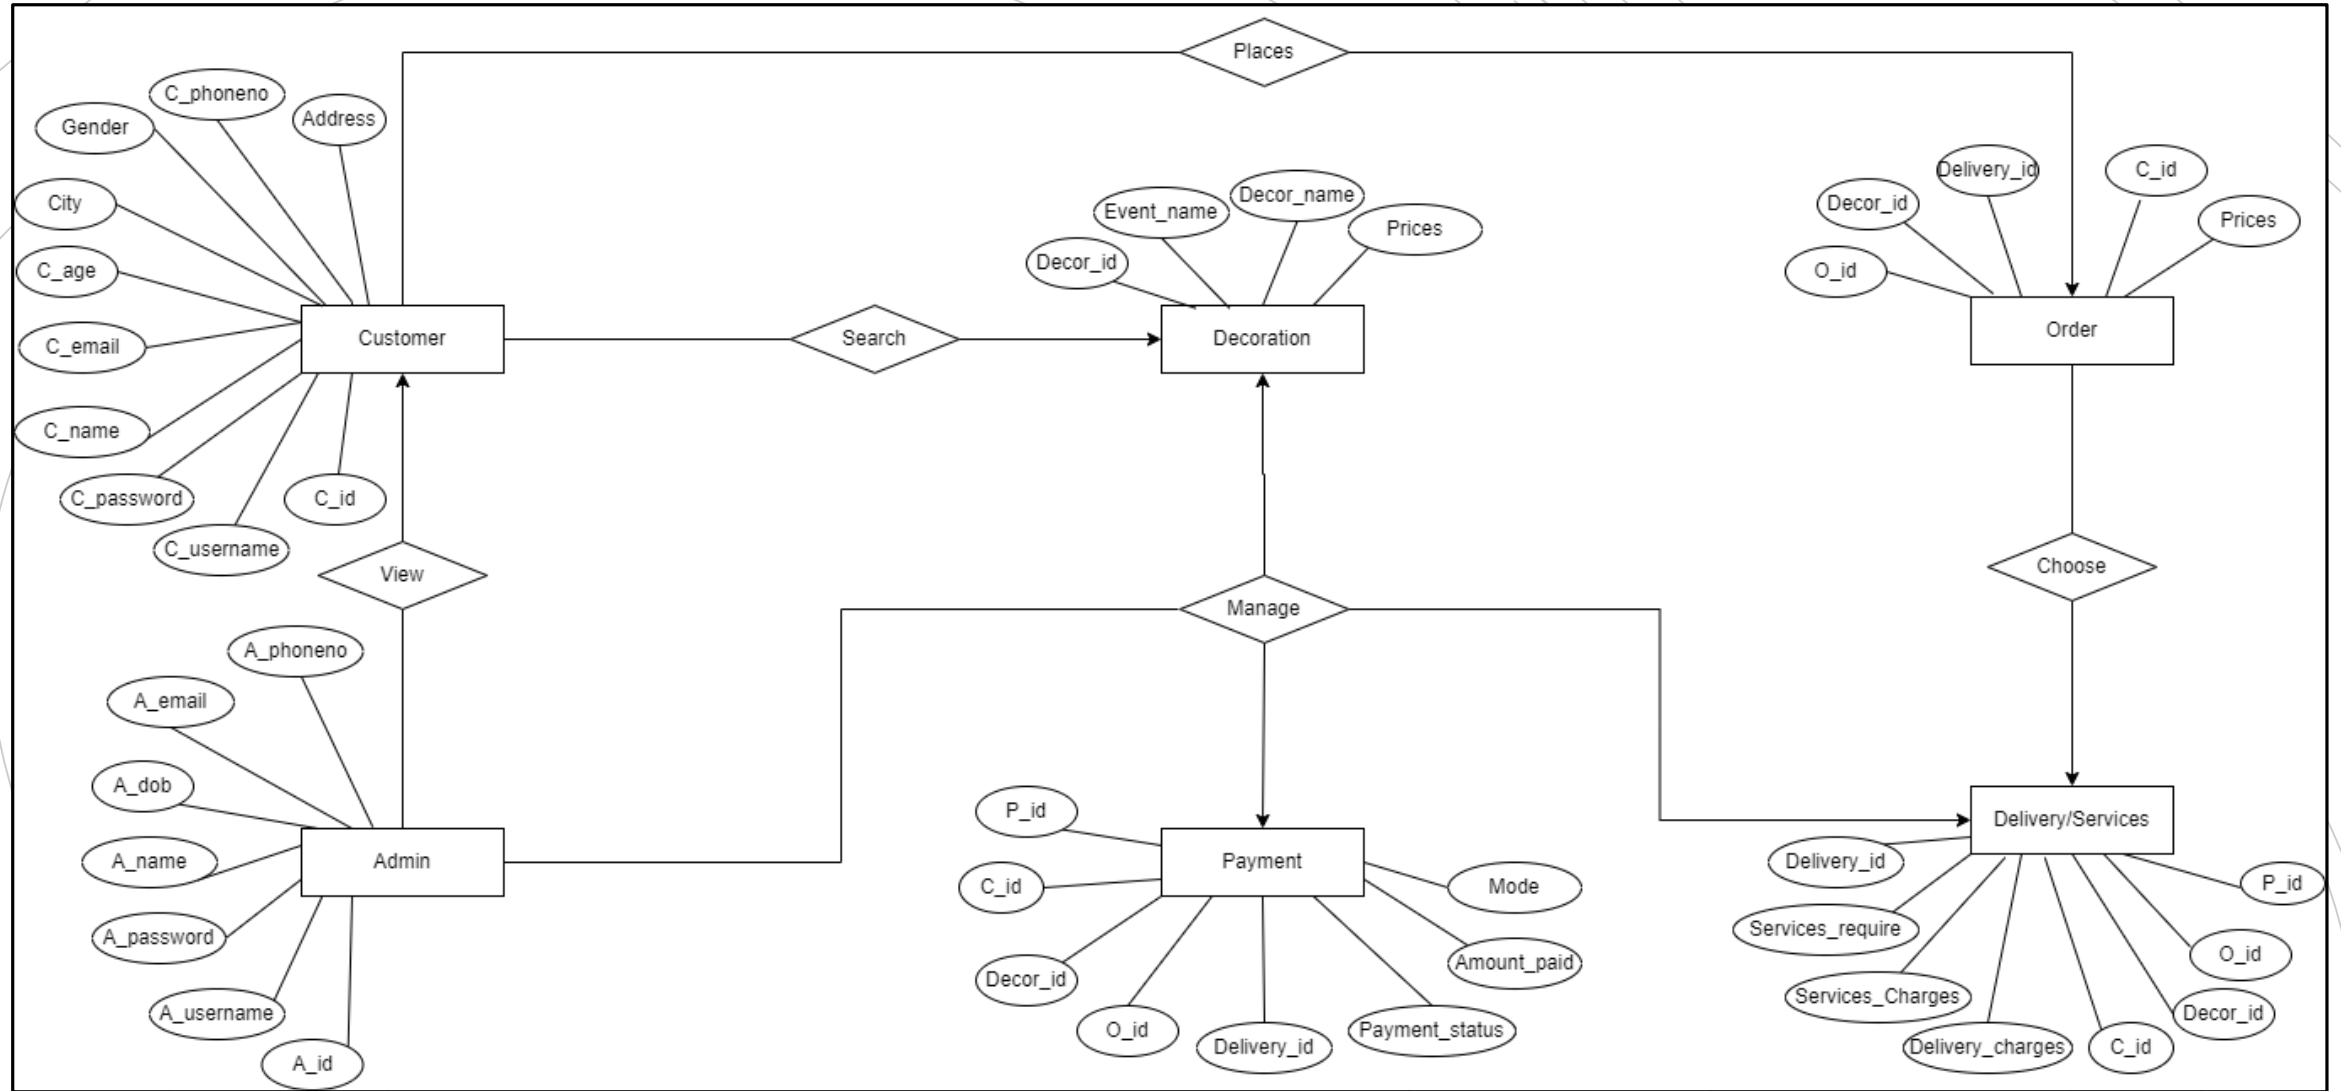 Places
C_phoneno
Address
Gender
City
C_age
C_email
C_name
C_password
C_username
C_id
Customer
Search
Decor_id
Event_name
Decor_name
Prices
Decoration
O_id
Decor_id
Delivery_id
C_id
Prices
Order
View
Manage
Choose
A_phoneno
A_email
A_dob
A_name
A_password
A_username
A_id
Admin
P_id
C_id
Decor_id
O_id
Delivery_id
Payment_status
Amount_paid
Mode
Payment
Delivery/Services
Delivery_id
Services_require
Services_Charges
Delivery_charges
C_id
Decor_id
O_id
P_id